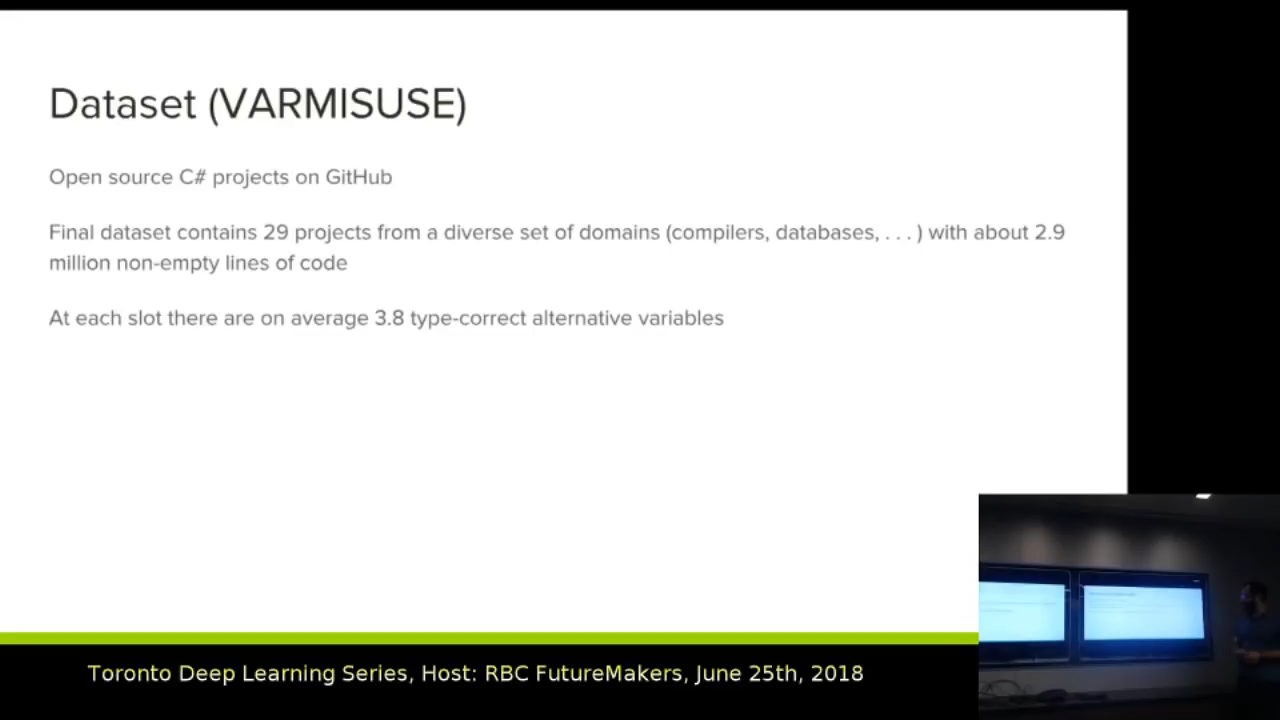 Dataset (VARMISUSE)
Open source C# projects on GitHub
Final dataset contains 29 projects from a diverse set of domains (compilers, databases, . . . ) with about 2.9
million non-empty lines of code
At each slot there are on average 3.8 type-correct alternative variables
Toronto Deep Learning Series, Host: RBC FutureMakers, June 25th, 2018